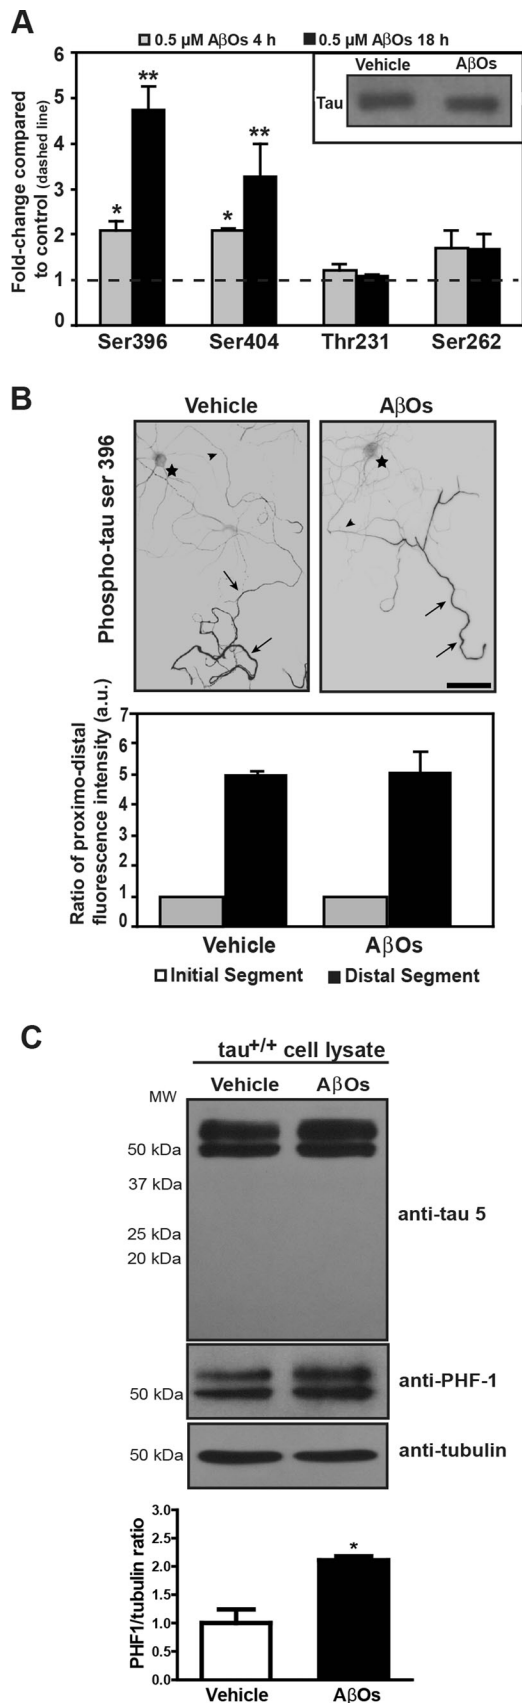 A
0.5 µM AβOs 4 h 0.5 µM AβOs 18 h
Fold-change compared
to control (dashed line)
6
5
4
3
2
1
0
* ** * **
Vehicle AβOs
Tau
Ser396 Ser404 Thr231 Ser262
B
Vehicle AβOs
Phospho-tau ser 396
Ratio of proximo-distal
fluorescence intensity (a.u.)
7
6
5
4
3
2
1
0
Vehicle AβOs
Initial Segment Distal Segment
C
tau+/+ cell lysate
Vehicle AβOs
MW
50 kDa
37 kDa
25 kDa
20 kDa
anti-tau 5
50 kDa
anti-PHF-1
50 kDa
anti-tubulin
PHF1/tubulin ratio
3.0
2.5
2.0
1.5
1.0
0.5
0.0
*
Vehicle AβOs